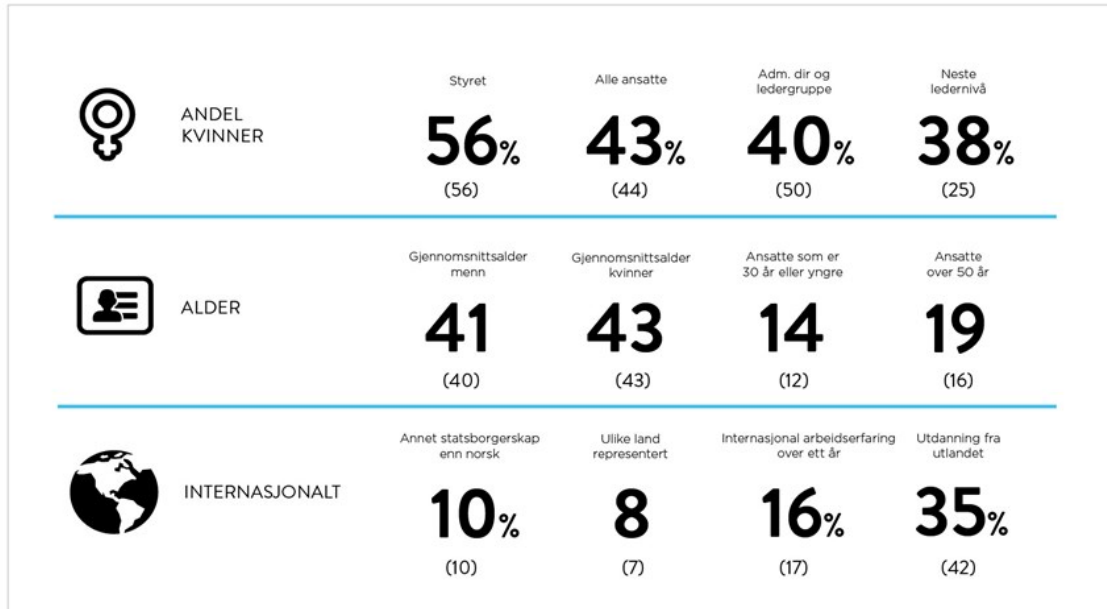 ANDEL
KVINNER
Styret
56%
(56)
Alle ansatte
43%
(44)
Adm. dir og
ledergruppe
40%
(50)
Neste
ledernivå
38%
(25)
ALDER
Gjennomsnittsalder
menn
41
(40)
Gjennomsnittsalder
kvinner
43
(43)
Ansatte som er
30 år eller yngre
14
(12)
Ansatte
over 50 år
19
(16)
INTERNASJONALT
Annet statsborgerskap
enn norsk
10%
(10)
Ulike land
representert
8
(7)
Internasjonal arbeidserfaring
over ett år
16%
(17)
Utdanning fra
utlandet
35%
(42)